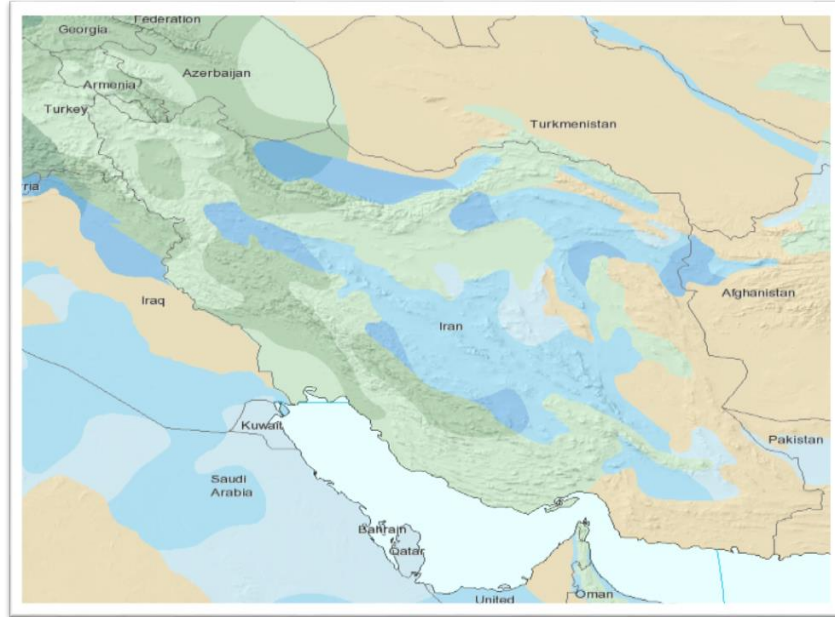 Federation
Georgia
Azerbaijan
Armenia
Turkey
Turkmenistan
ria
Afghanistan
Iraq
Iran
Kuwait
Pakistan
Saudi
Arabia
Bahrain
Qatar
United
Oman